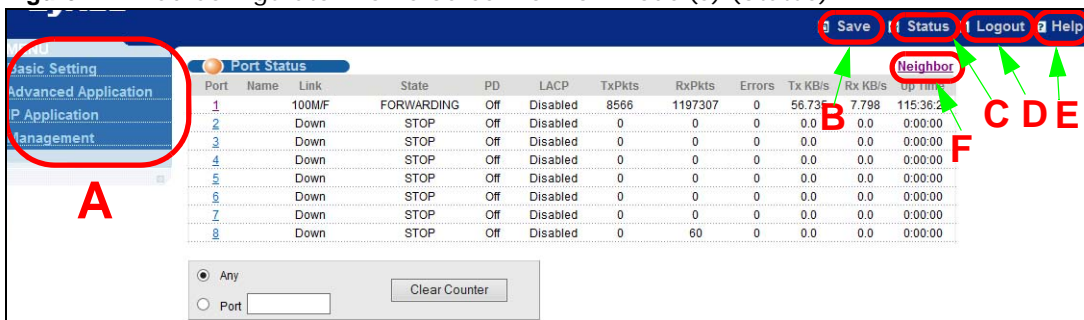 Save Status Logout Help
MENU
Basic Setting
Advanced Application
IP Application
Management
A
B
C
D
E
F
Port Status
Neighbor
Port Name Link State PD LACP TxPkts RxPkts Errors Tx KB/s Rx KB/s Up Time
1 100M/F FORWARDING Off Disabled 8566 1197307 0 56.735 7.798 115:36:2
2 Down STOP Off Disabled 0 0 0 0.0 0.0 0:00:00
3 Down STOP Off Disabled 0 0 0 0.0 0.0 0:00:00
4 Down STOP Off Disabled 0 0 0 0.0 0.0 0:00:00
5 Down STOP Off Disabled 0 0 0 0.0 0.0 0:00:00
6 Down STOP Off Disabled 0 0 0 0.0 0.0 0:00:00
7 Down STOP Off Disabled 0 0 0 0.0 0.0 0:00:00
8 Down STOP Off Disabled 0 60 0 0.0 0.0 0:00:00
Any
Port
Clear Counter